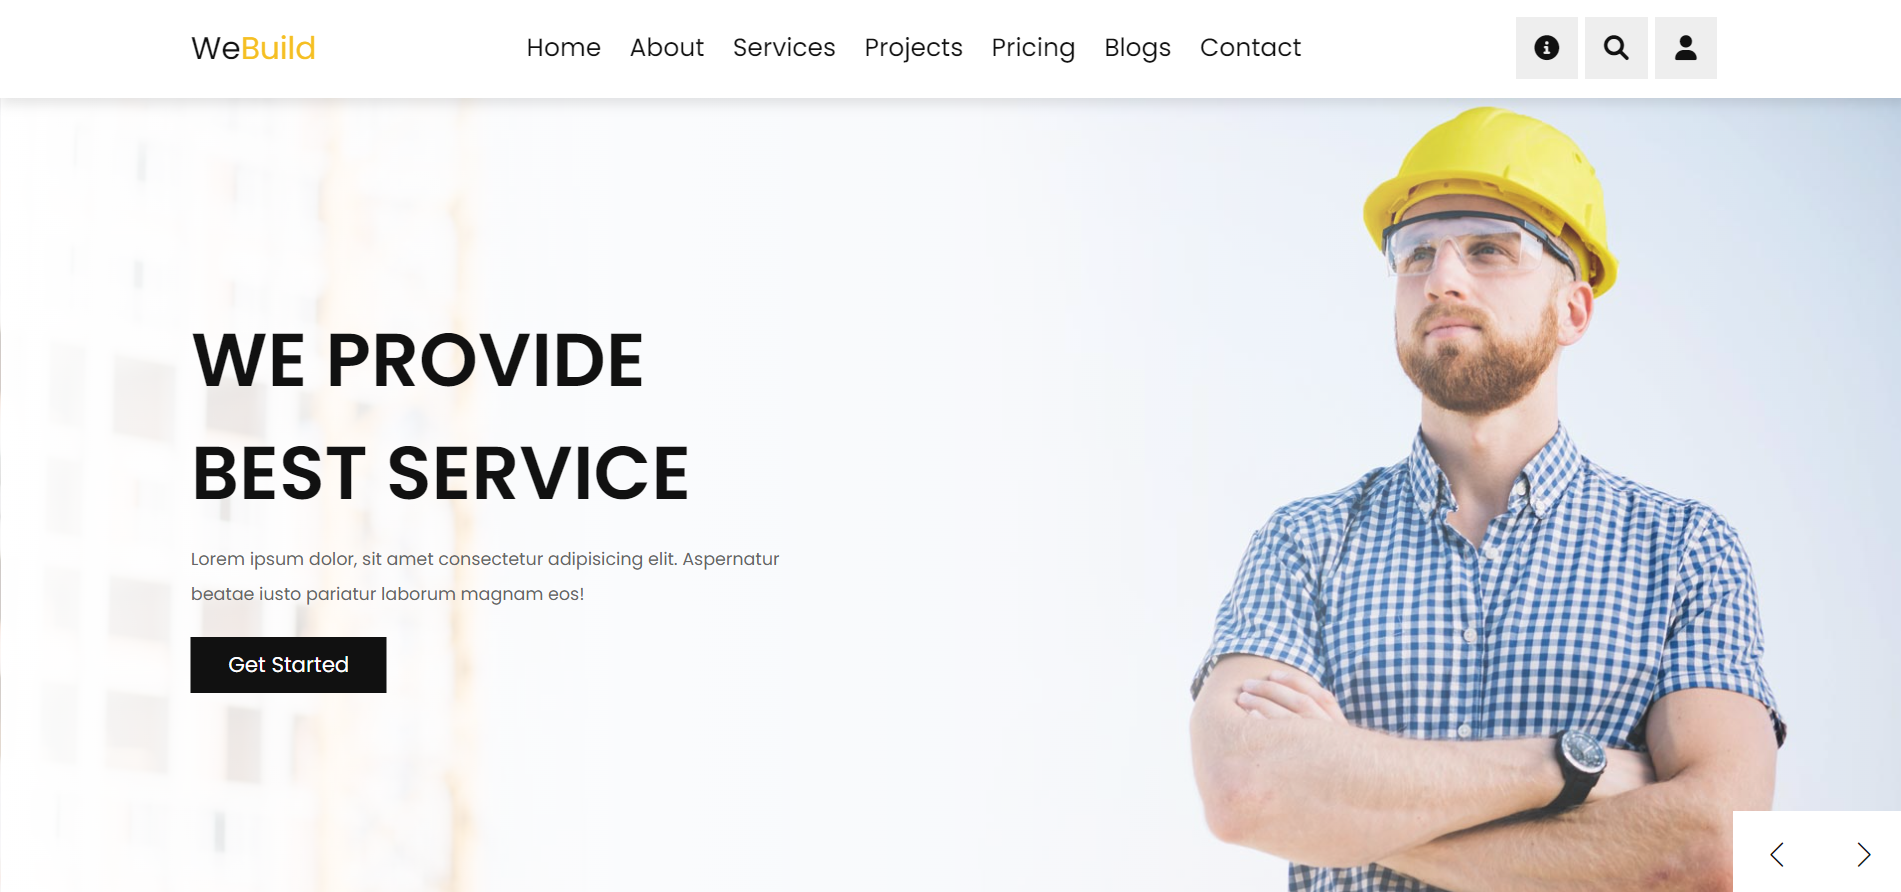 WeBuild
Home About Services Projects Pricing Blogs Contact
WE PROVIDE
BEST SERVICE
Lorem ipsum dolor, sit amet consectetur adipisicing elit. Aspernatur
beatae iusto pariatur laborum magnam eos!
Get Started